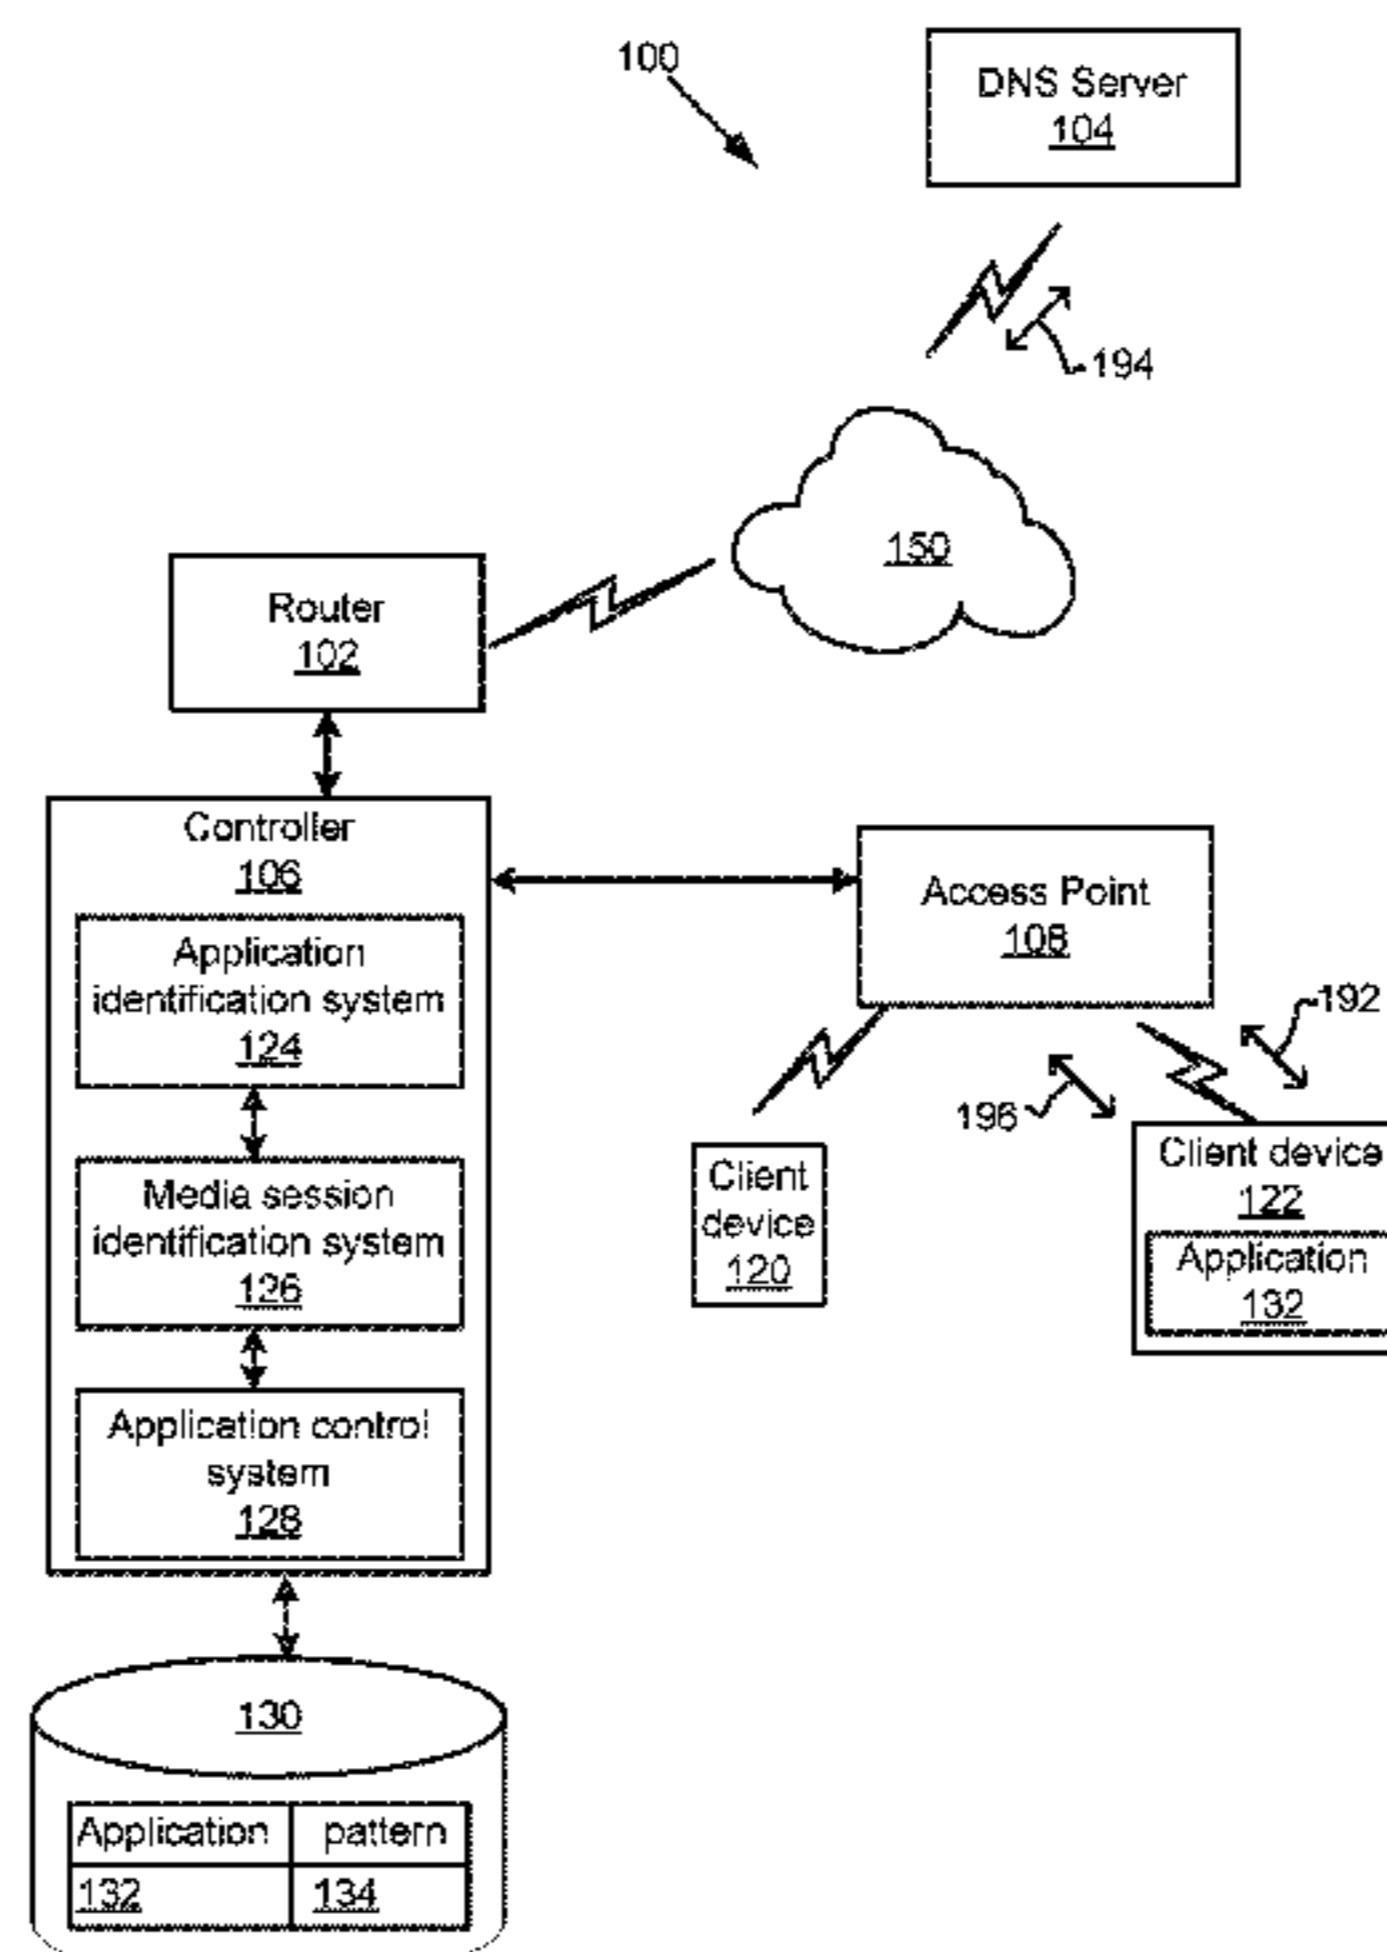 100
DNS Server
104
194
150
Router
102
Controller
106
Application
identification system
124
Media session
identification system
126
Application control
system
128
Access Point
108
192
196
Client
device
120
Client device
122
Application
132
130
Application pattern
132 134